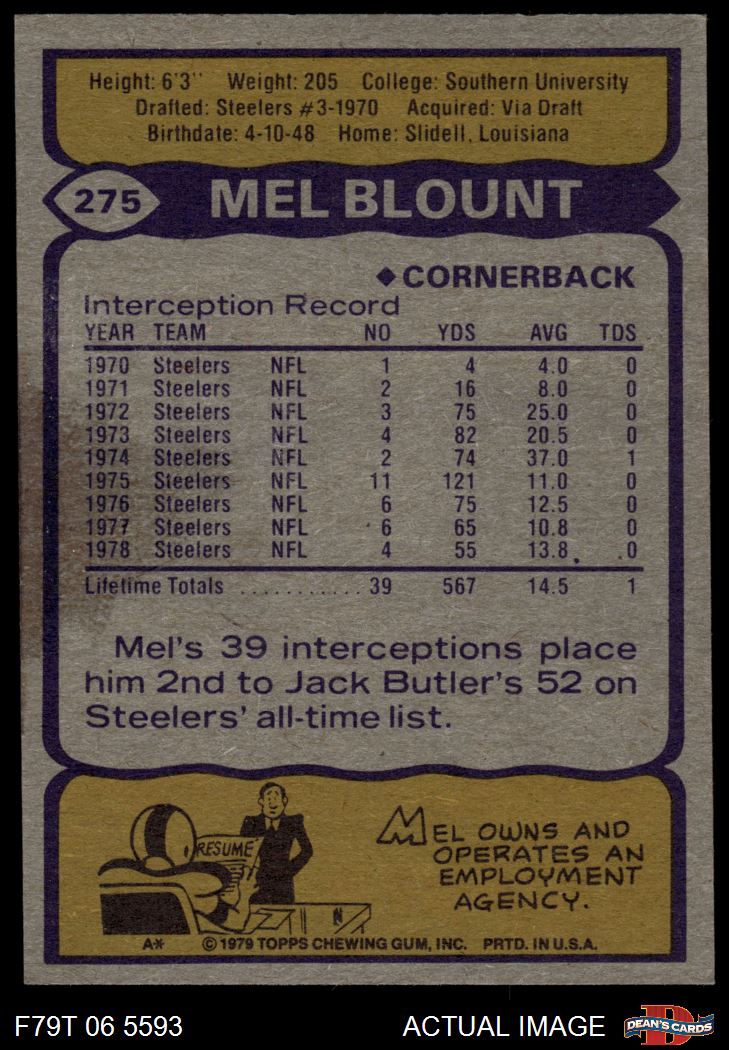 Height: 6'3'' Weight: 205 College: Southern University
Drafted: Steelers #3-1970 Acquired: Via Draft
Birthdate: 4-10-48 Home: Slidell, Louisiana
275 MEL BLOUNT
◆CORNERBACK
Interception Record
YEAR TEAM NO YDS AVG TDS
1970 Steelers NFL 1 4 4.0 0
1971 Steelers NFL 2 16 8.0 0
1972 Steelers NFL 3 75 25.0 0
1973 Steelers NFL 4 82 20.5 0
1974 Steelers NFL 2 74 37.0 1
1975 Steelers NFL 11 121 11.0 0
1976 Steelers NFL 6 75 12.5 0
1977 Steelers NFL 6 65 10.8 0
1978 Steelers NFL 4 55 13.8 0
Lifetime Totals ........... 39 567 14.5 1
Mel's 39 interceptions place
him 2nd to Jack Butler's 52 on
Steelers' all-time list.
RESUME
MEL OWNS AND
OPERATES AN
EMPLOYMENT
AGENCY.
A* ©1979 TOPPS CHEWING GUM, INC. PRTD. IN U.S.A.
F79T 06 5593 ACTUAL IMAGE D DEAN'S CARDS